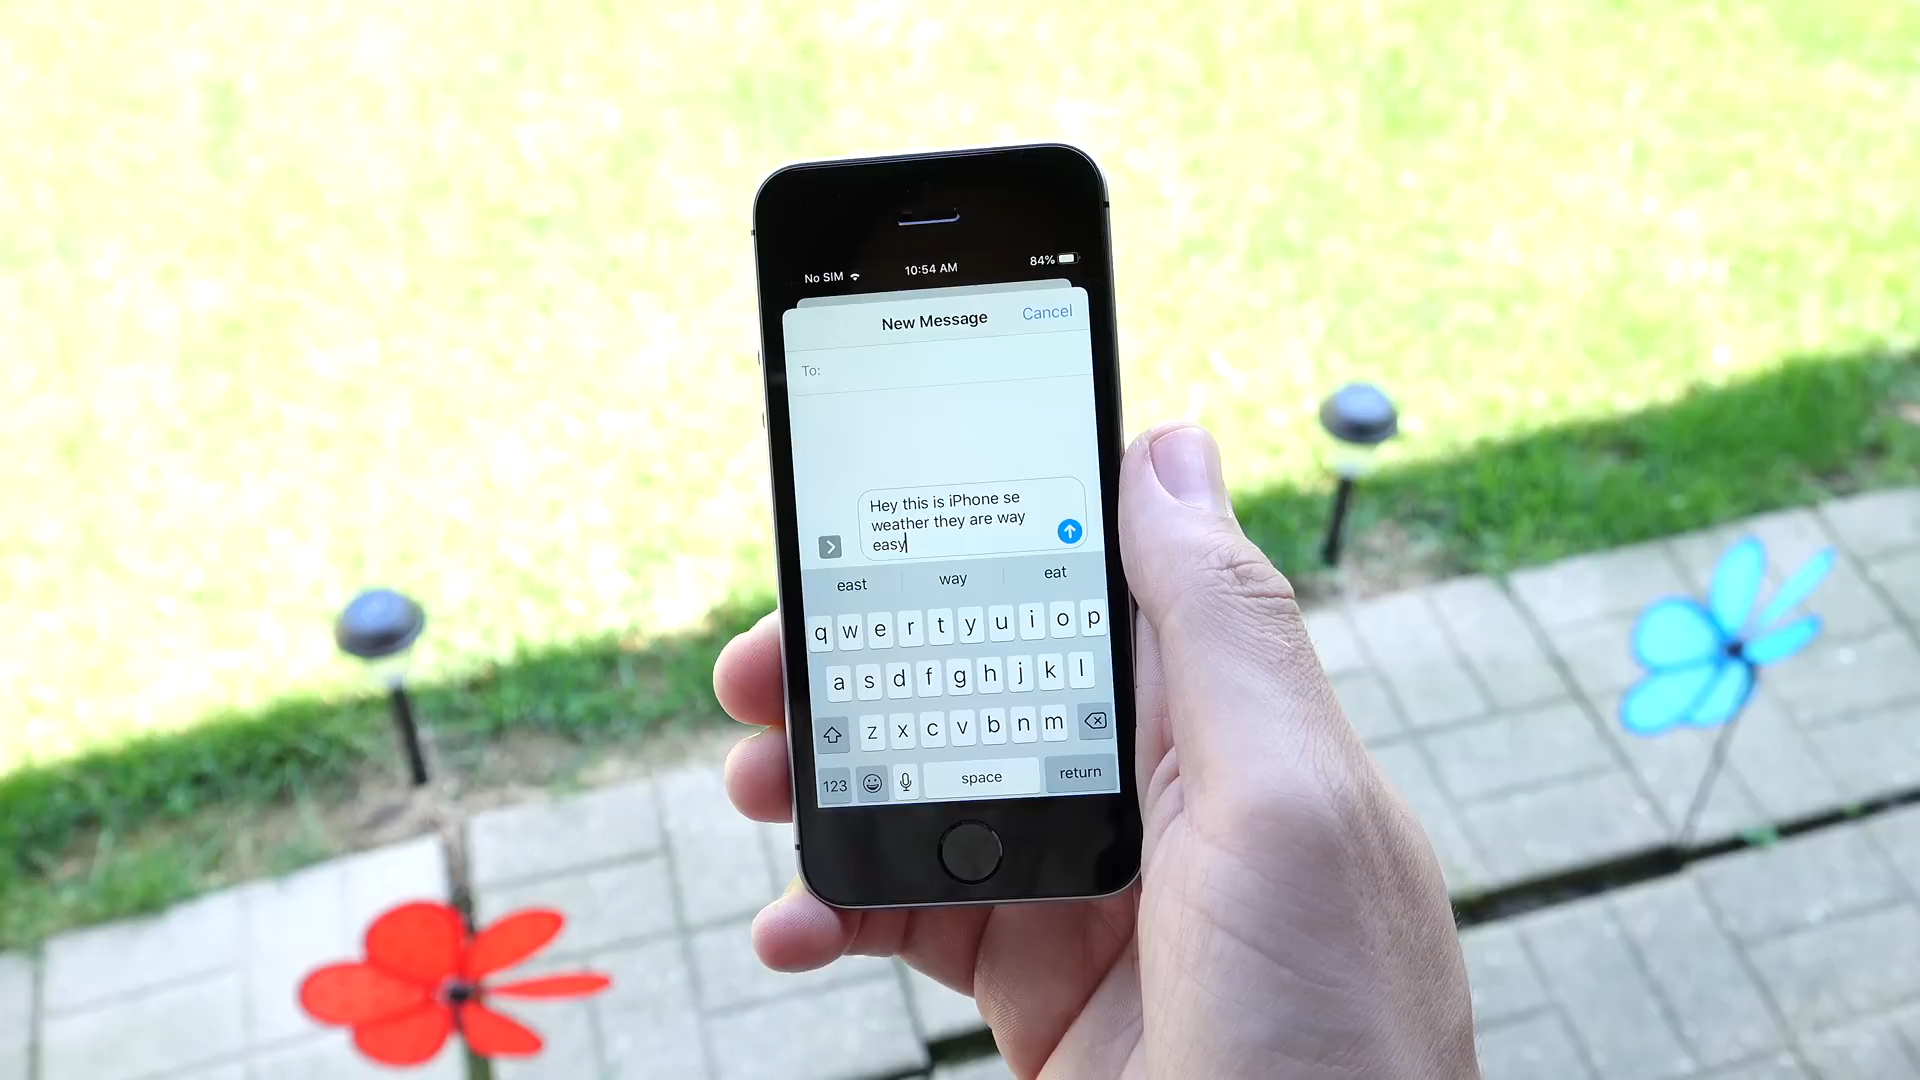 No SIM 10:54 AM 84%
New Message Cancel
To:
Hey this is iPhone se
weather they are way
easy
east way eat
q w e r t y u i o p
a s d f g h j k l
z x c v b n m
123 space return